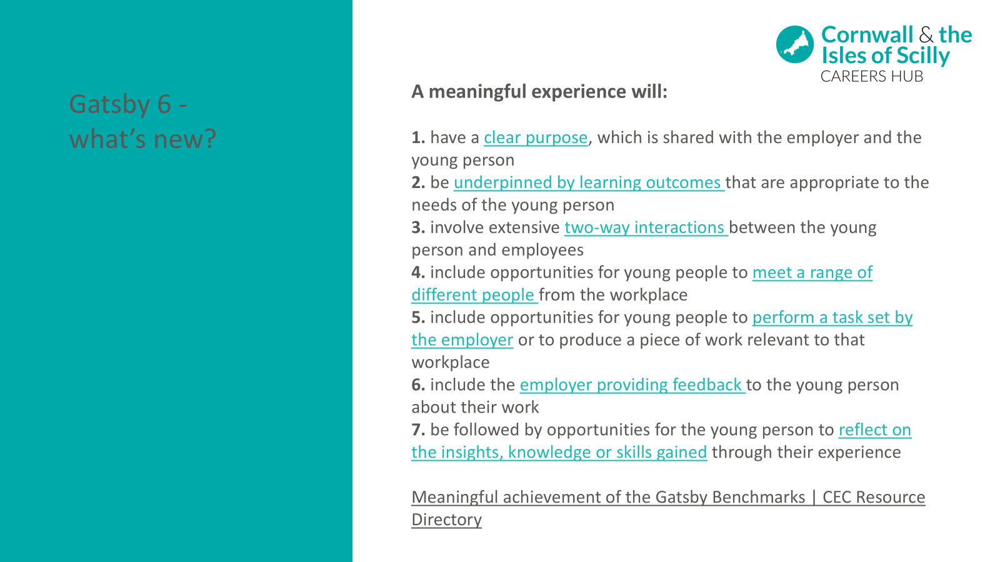 Gatsby 6 -
what’s new?
Cornwall & the
Isles of Scilly
CAREERS HUB
A meaningful experience will:
1. have a clear purpose, which is shared with the employer and the
young person
2. be underpinned by learning outcomes that are appropriate to the
needs of the young person
3. involve extensive two-way interactions between the young
person and employees
4. include opportunities for young people to meet a range of
different people from the workplace
5. include opportunities for young people to perform a task set by
the employer or to produce a piece of work relevant to that
workplace
6. include the employer providing feedback to the young person
about their work
7. be followed by opportunities for the young person to reflect on
the insights, knowledge or skills gained through their experience
Meaningful achievement of the Gatsby Benchmarks | CEC Resource
Directory